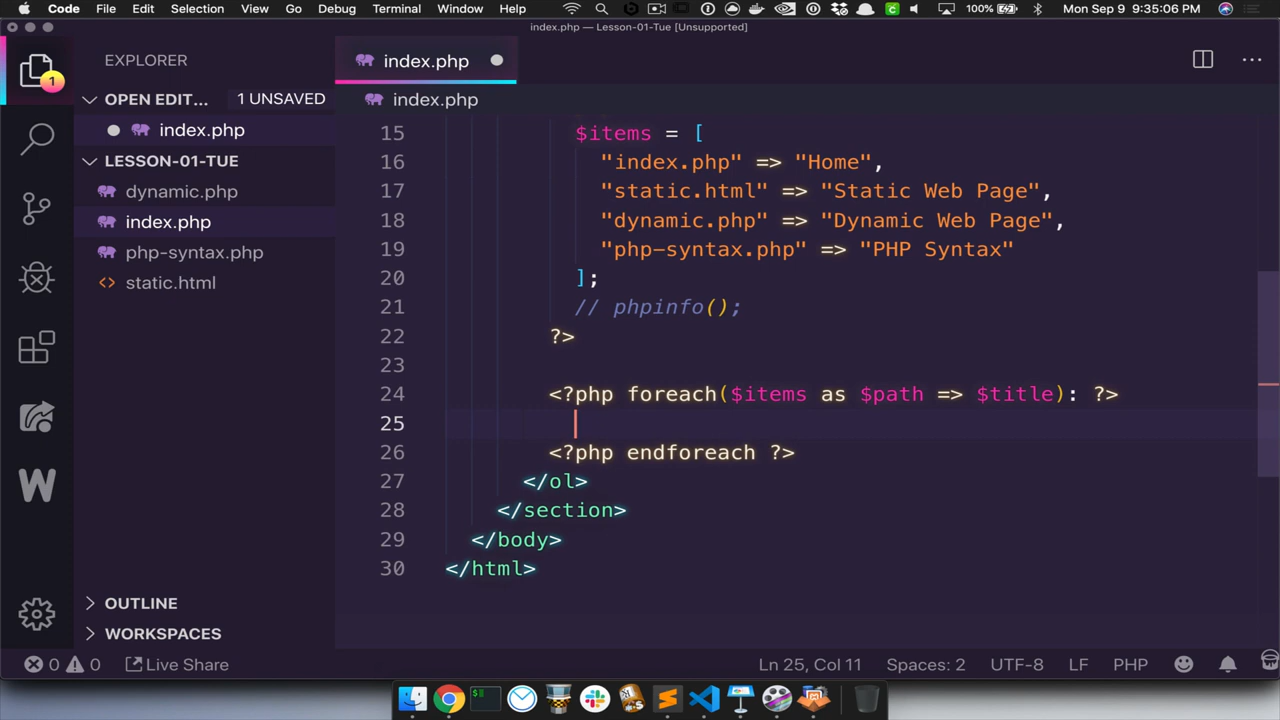 Code File Edit Selection View Go Debug Terminal Window Help 100% Mon Sep 9 9:35:06 PM
index.php — Lesson-01-Tue [Unsupported]
1
EXPLORER
OPEN EDIT... 1 UNSAVED
index.php
LESSON-01-TUE
dynamic.php
index.php
php-syntax.php
static.html
OUTLINE
WORKSPACES
index.php
index.php
15 $items = [
16 "index.php" => "Home",
17 "static.html" => "Static Web Page",
18 "dynamic.php" => "Dynamic Web Page",
19 "php-syntax.php" => "PHP Syntax"
20 ];
21 // phpinfo();
22 ?>
23
24 <?php foreach($items as $path => $title): ?>
25
26 <?php endforeach ?>
27 </ol>
28 </section>
29 </body>
30 </html>
0 0 Live Share Ln 25, Col 11 Spaces: 2 UTF-8 LF PHP